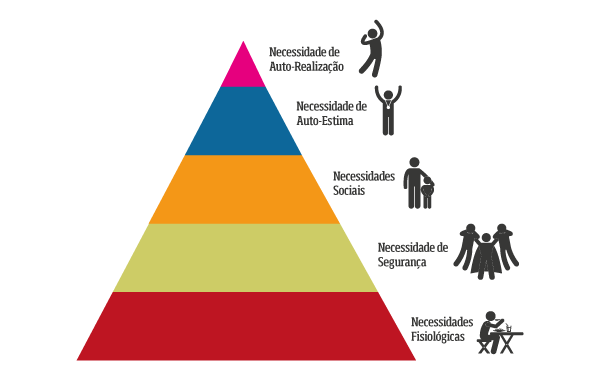 Necessidade de
Auto-Realização
Necessidade de
Auto-Estima
Necessidades
Sociais
Necessidade de
Segurança
Necessidades
Fisiológicas